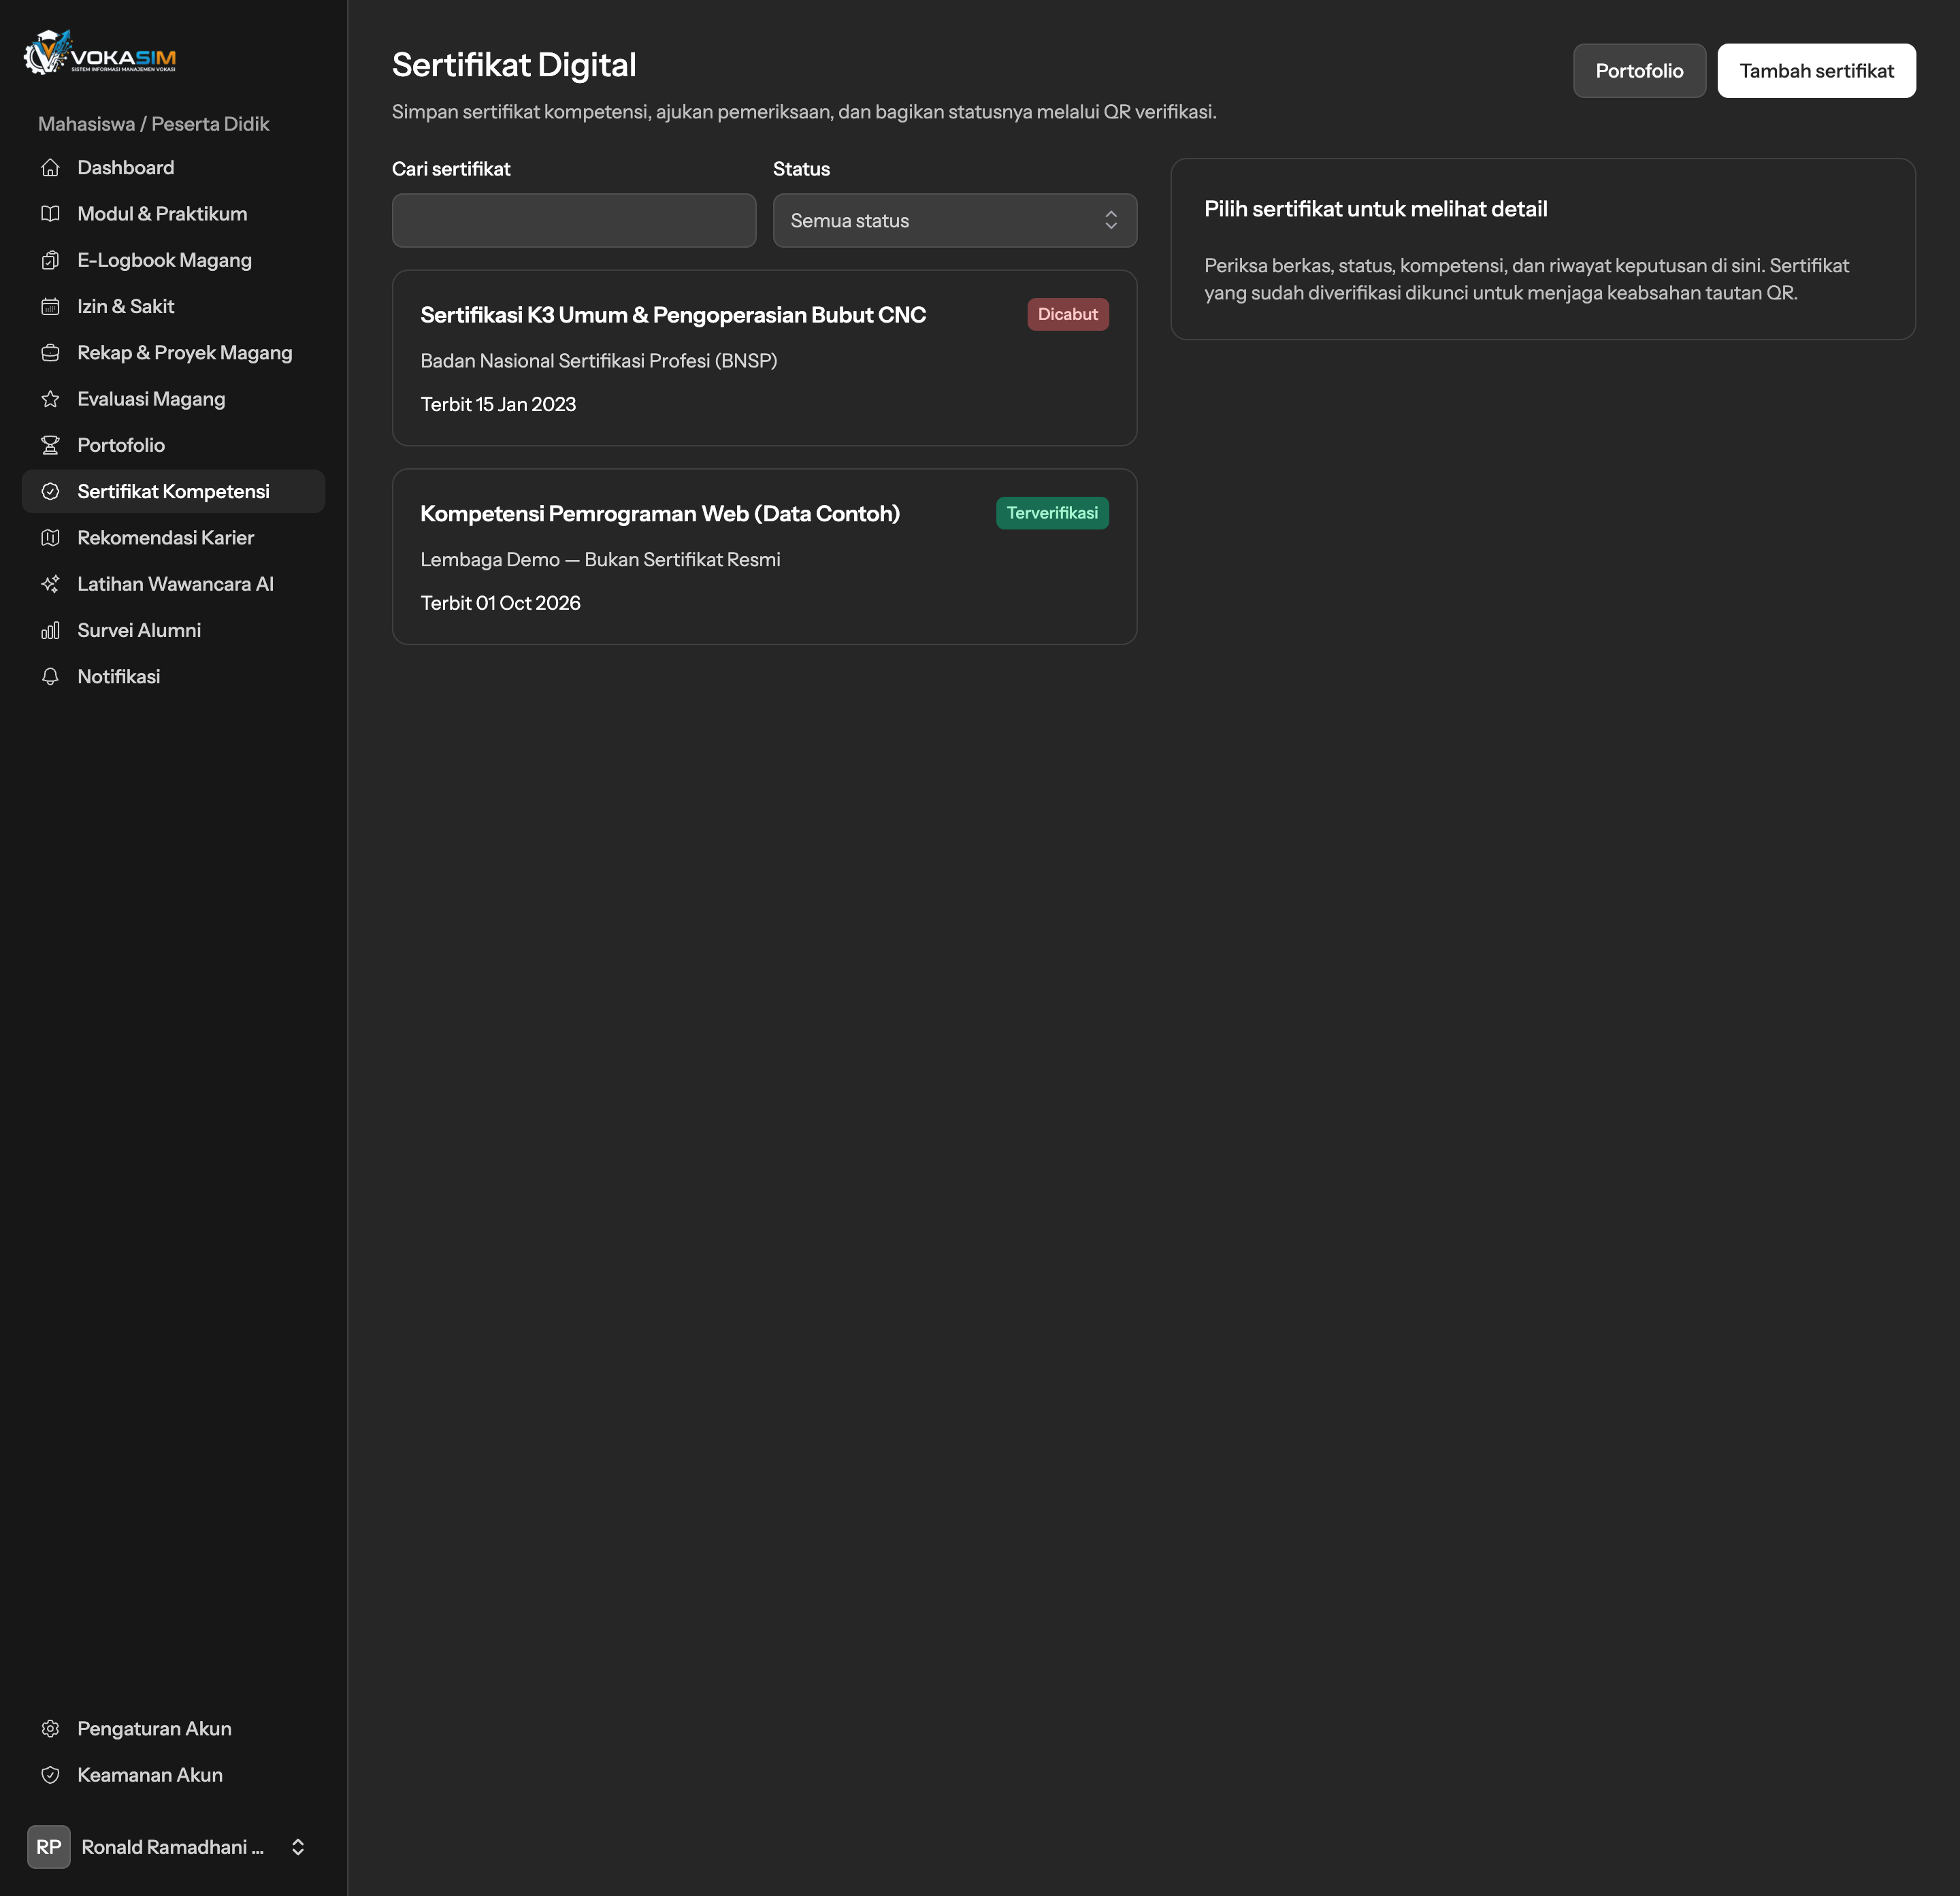 VOKASIM
SISTEM INFORMASI MANAJEMEN VOKASI
Mahasiswa / Peserta Didik
Dashboard
Modul & Praktikum
E-Logbook Magang
Izin & Sakit
Rekap & Proyek Magang
Evaluasi Magang
Portofolio
Sertifikat Kompetensi
Rekomendasi Karier
Latihan Wawancara AI
Survei Alumni
Notifikasi
Pengaturan Akun
Keamanan Akun
RP
Ronald Ramadhani ...
Sertifikat Digital
Simpan sertifikat kompetensi, ajukan pemeriksaan, dan bagikan statusnya melalui QR verifikasi.
Portofolio
Tambah sertifikat
Cari sertifikat
Status
Semua status
Sertifikasi K3 Umum & Pengoperasian Bubut CNC
Dicabut
Badan Nasional Sertifikasi Profesi (BNSP)
Terbit 15 Jan 2023
Kompetensi Pemrograman Web (Data Contoh)
Terverifikasi
Lembaga Demo — Bukan Sertifikat Resmi
Terbit 01 Oct 2026
Pilih sertifikat untuk melihat detail
Periksa berkas, status, kompetensi, dan riwayat keputusan di sini. Sertifikat
yang sudah diverifikasi dikunci untuk menjaga keabsahan tautan QR.